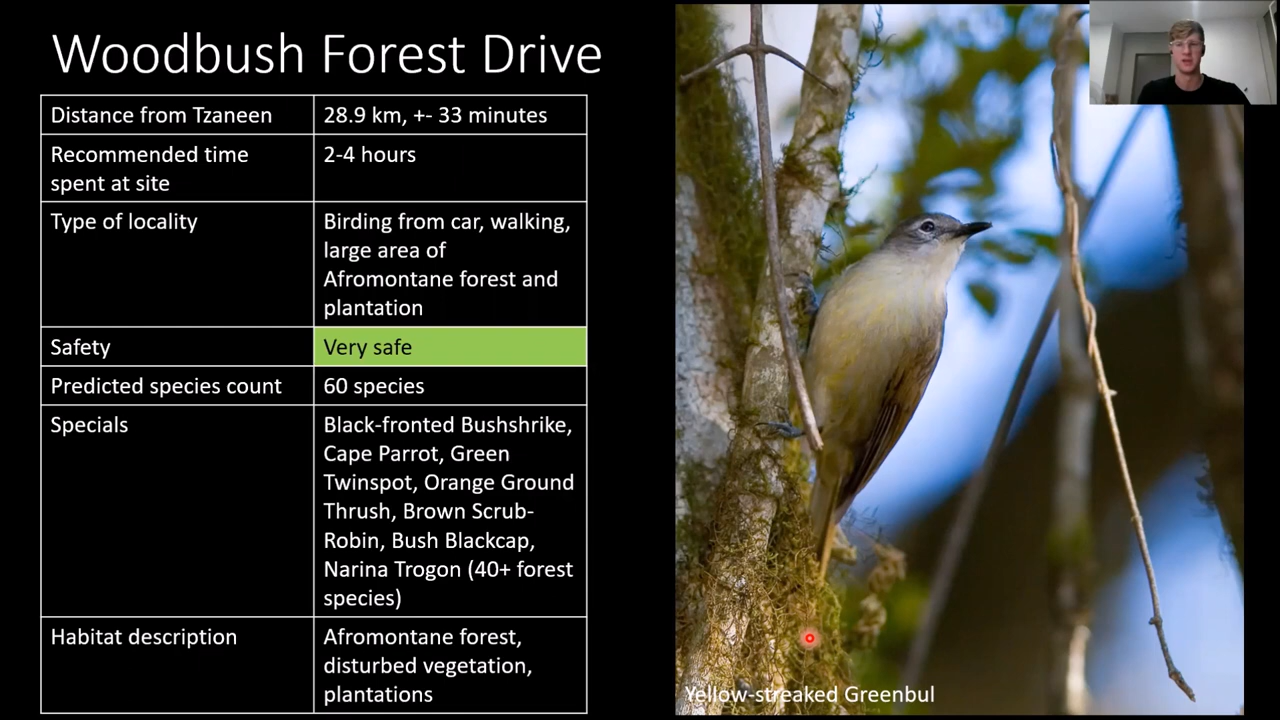 Woodbush Forest Drive
Distance from Tzaneen
28.9 km, +- 33 minutes
Recommended time
spent at site
2-4 hours
Type of locality
Birding from car, walking,
large area of
Afromontane forest and
plantation
Safety
Very safe
Predicted species count
60 species
Specials
Black-fronted Bushshrike,
Cape Parrot, Green
Twinspot, Orange Ground
Thrush, Brown Scrub-
Robin, Bush Blackcap,
Narina Trogon (40+ forest
species)
Habitat description
Afromontane forest,
disturbed vegetation,
plantations
Yellow-streaked Greenbul